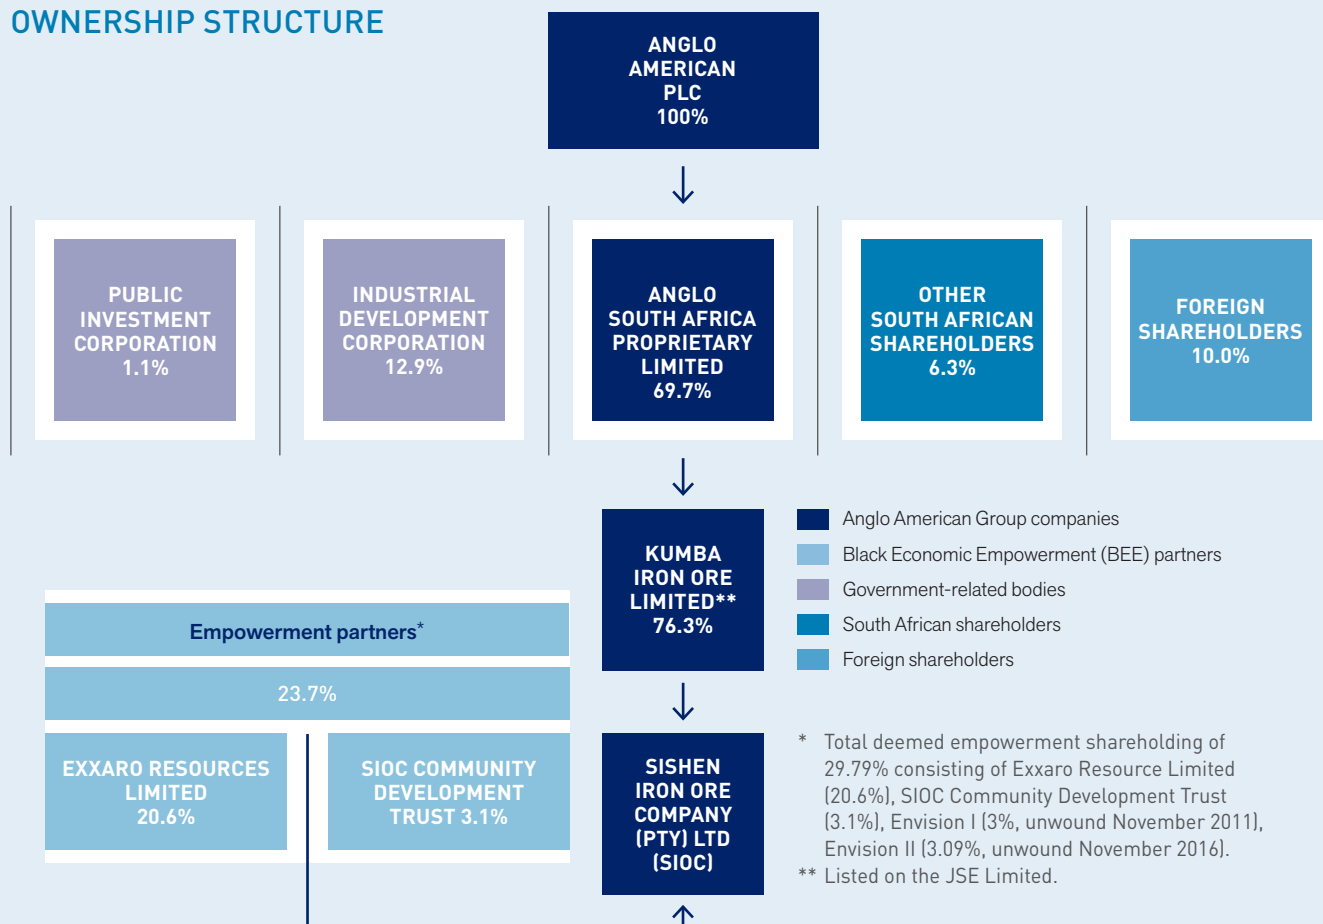 OWNERSHIP STRUCTURE
ANGLO
AMERICAN
PLC
100%
PUBLIC
INVESTMENT
CORPORATION
1.1%
INDUSTRIAL
DEVELOPMENT
CORPORATION
12.9%
ANGLO
SOUTH AFRICA
PROPRIETARY
LIMITED
69.7%
OTHER
SOUTH AFRICAN
SHAREHOLDERS
6.3%
FOREIGN
SHAREHOLDERS
10.0%
KUMBA
IRON ORE
LIMITED**
76.3%
Anglo American Group companies
Black Economic Empowerment (BEE) partners
Government-related bodies
South African shareholders
Foreign shareholders
Empowerment partners*
23.7%
EXXARO RESOURCES
LIMITED
20.6%
SIOC COMMUNITY
DEVELOPMENT
TRUST 3.1%
SISHEN
IRON ORE
COMPANY
(PTY) LTD
(SIOC)
* Total deemed empowerment shareholding of
29.79% consisting of Exxaro Resource Limited
(20.6%), SIOC Community Development Trust
(3.1%), Envision I (3%, unwound November 2011),
Envision II (3.09%, unwound November 2016).
** Listed on the JSE Limited.